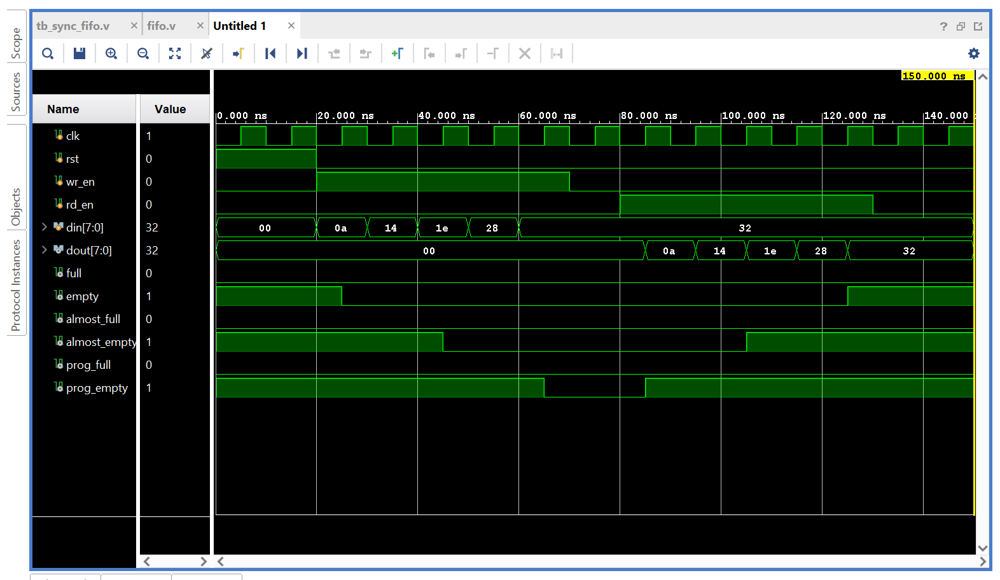 tb_sync_fifo.v × fifo.v × Untitled 1 × ?
Scope
Sources
Objects
Protocol Instances
150.000 ns
Name Value
0.000 ns 20.000 ns 40.000 ns 60.000 ns 80.000 ns 100.000 ns 120.000 ns 140.000
clk 1
rst 0
wr_en 0
rd_en 0
din[7:0] 32 00 0a 14 1e 28 32
dout[7:0] 32 00 0a 14 1e 28 32
full 0
empty 1
almost_full 0
almost_empty 1
prog_full 0
prog_empty 1